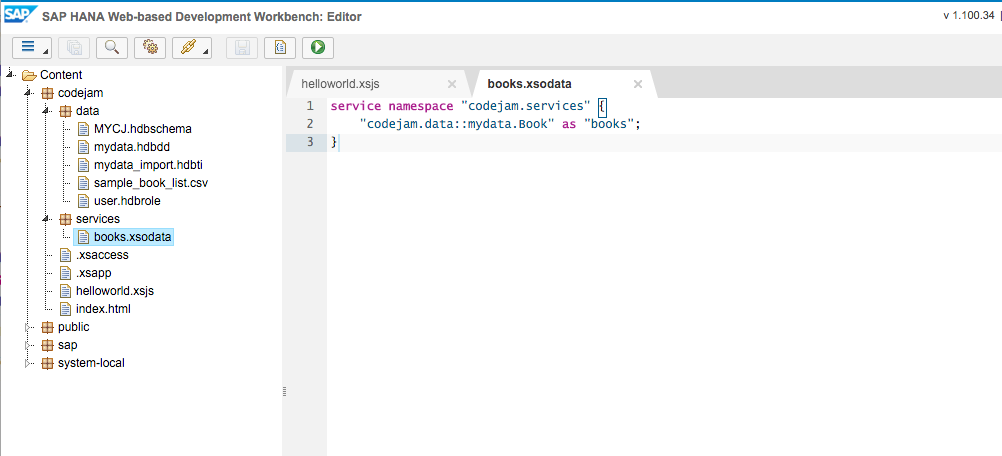 SAP SAP HANA Web-based Development Workbench: Editor
v 1.100.34
Content
codejam
data
MYCJ.hdbschema
mydata.hdbdd
mydata_import.hdbti
sample_book_list.csv
user.hdbrole
services
books.xsodata
.xsaccess
.xsapp
helloworld.xsjs
index.html
public
sap
system-local
helloworld.xsjs
books.xsodata
1 service namespace "codejam.services" {
2 "codejam.data::mydata.Book" as "books";
3 }